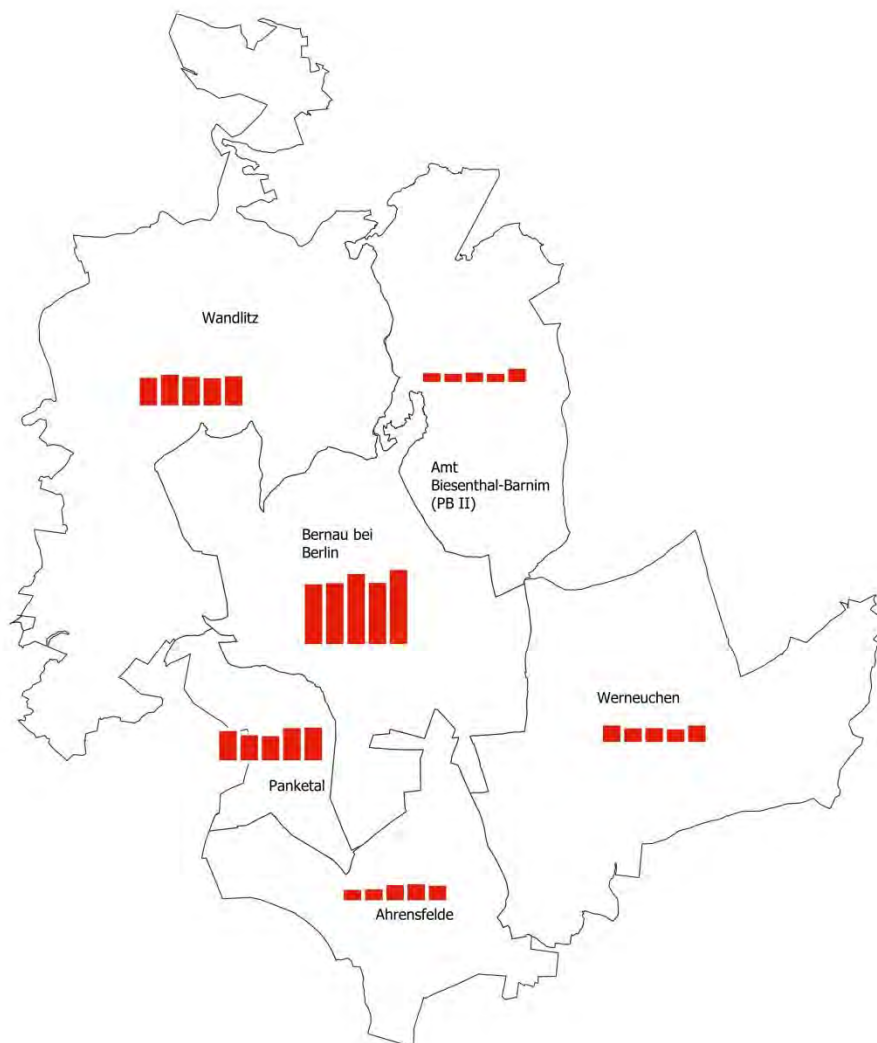 Wandlitz
Amt
Biesenthal-Barnim
(PB II)
Bernau bei
Berlin
Werneuchen
Panketal
Ahrensfelde